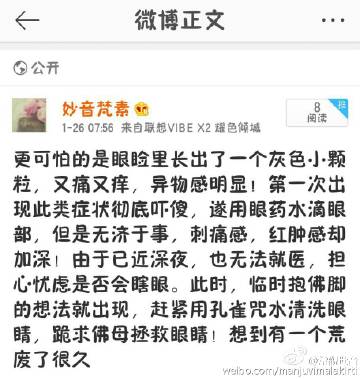 微博正文
公开
妙音梵素
8
阅读
1-26 07:56 来自联想VIBE X2 耀色倾城
更可怕的是眼睑里长出了一个灰色小颗
粒，又痛又痒，异物感明显！第一次出
现此类症状彻底吓傻，遂用眼药水滴眼
部，但是无济于事，刺痛感，红肿感却
加深！由于已近深夜，也无法就医，担
心忧虑是否会瞎眼。此时，临时抱佛脚
的想法就出现，赶紧用孔雀咒水清洗眼
睛，跪求佛母拯救眼睛！想到有一个荒
废了很久
weibo.com/manjuvimalakirti